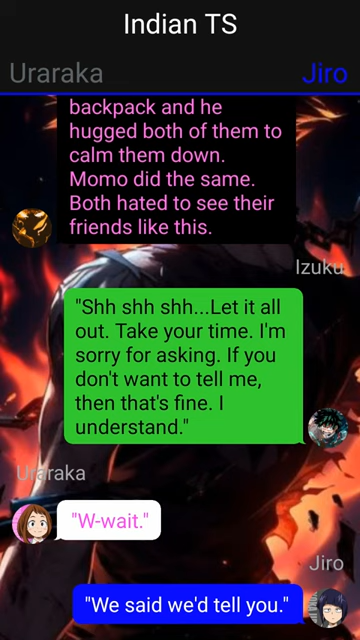 Indian TS
Uraraka
Jiro
backpack and he
hugged both of them to
calm them down.
Momo did the same.
Both hated to see their
friends like this.
Izuku
"Shh shh shh...Let it all
out. Take your time. I'm
sorry for asking. If you
don't want to tell me,
then that's fine. I
understand."
Uraraka
"W-wait."
Jiro
"We said we'd tell you."